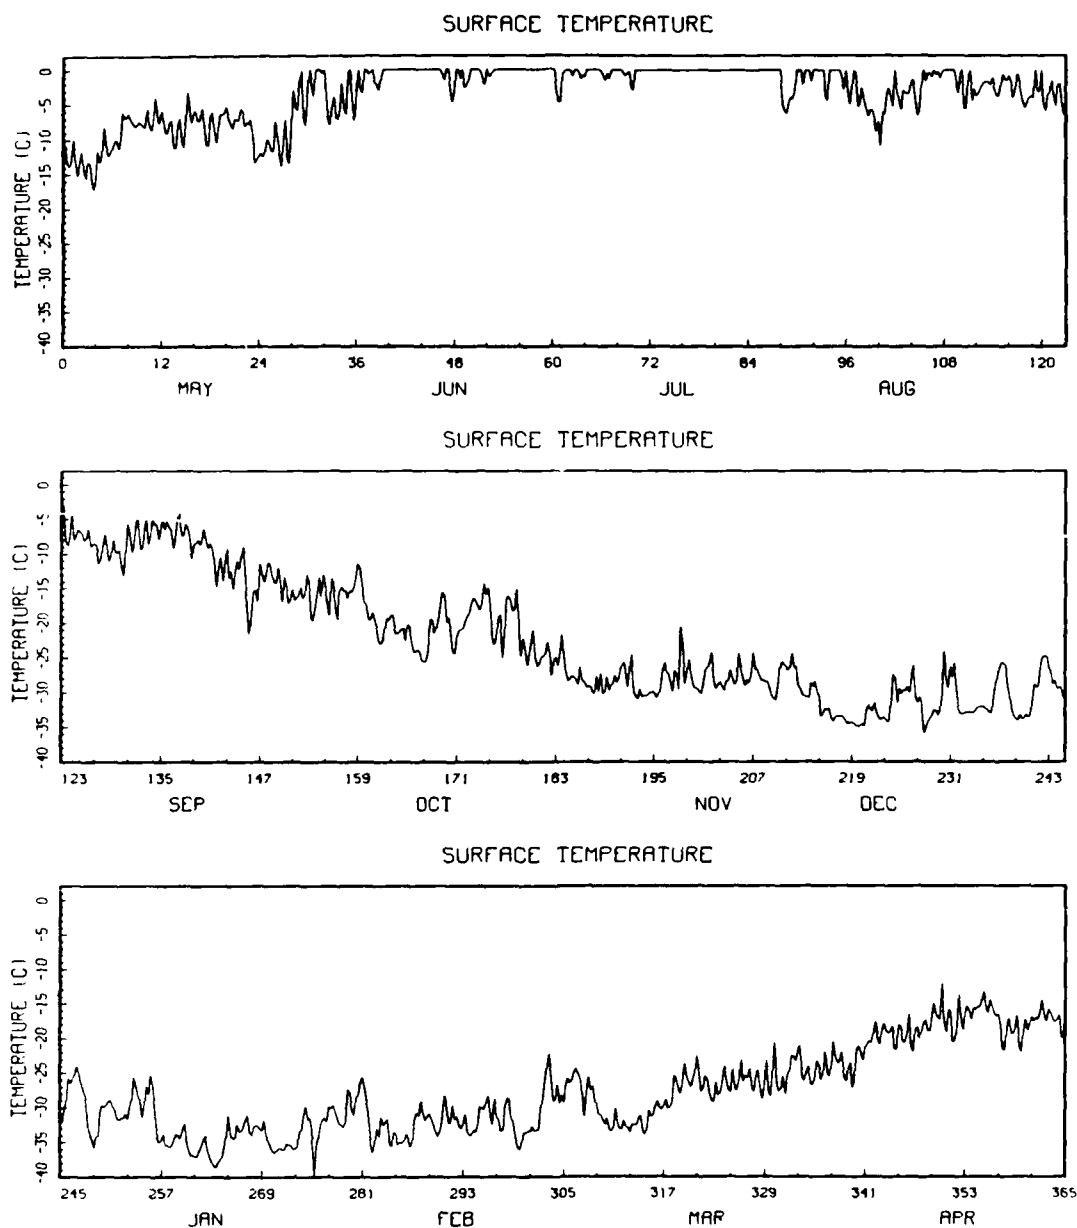 SURFACE TEMPERATURE
TEMPERATURE (C)
0
-5
-10
-15
-20
-25
-30
-35
-40
0 12 24 36 48 60 72 84 96 108 120
MAY JUN JUL AUG
SURFACE TEMPERATURE
TEMPERATURE (C)
0
-5
-10
-15
-20
-25
-30
-35
-40
123 135 147 159 171 183 195 207 219 231 243
SEP OCT NOV DEC
SURFACE TEMPERATURE
TEMPERATURE (C)
0
-5
-10
-15
-20
-25
-30
-35
-40
245 257 269 281 293 305 317 329 341 353 365
JAN FEB MAR APR